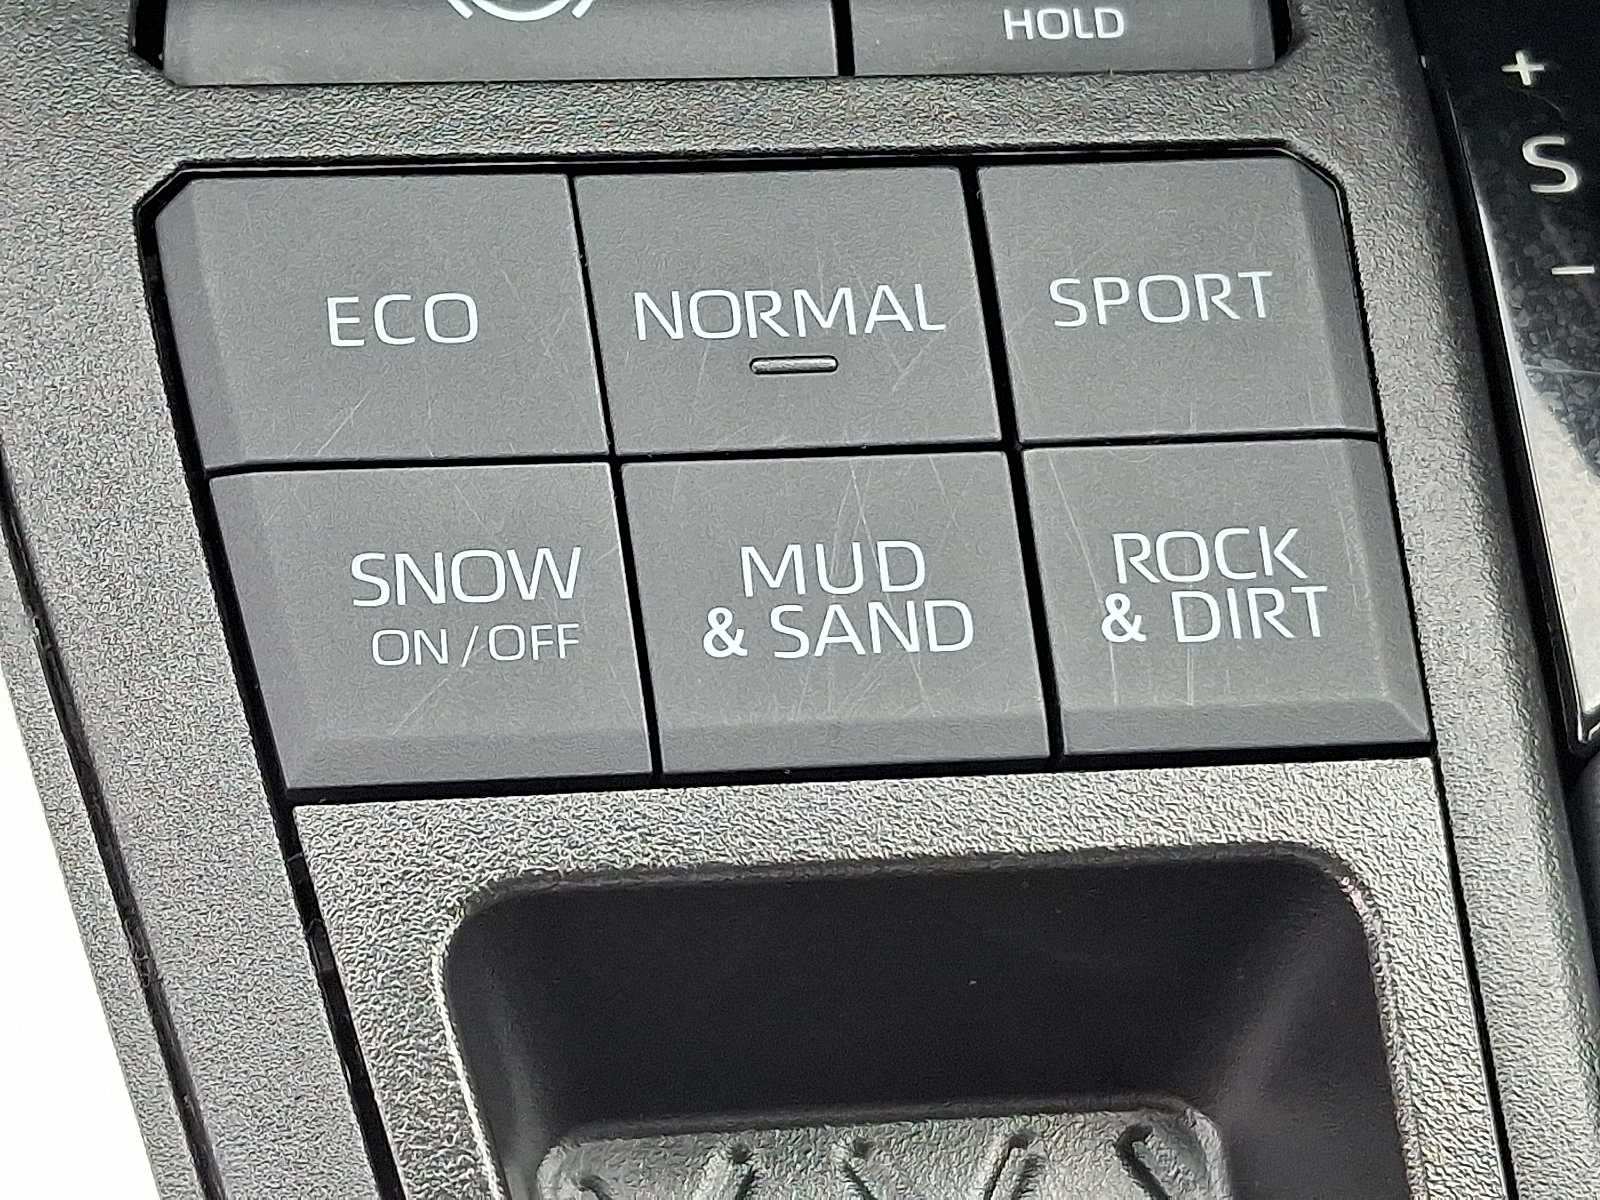 HOLD
+
S
–
ECO
NORMAL
SPORT
SNOW
ON/OFF
MUD
& SAND
ROCK
& DIRT